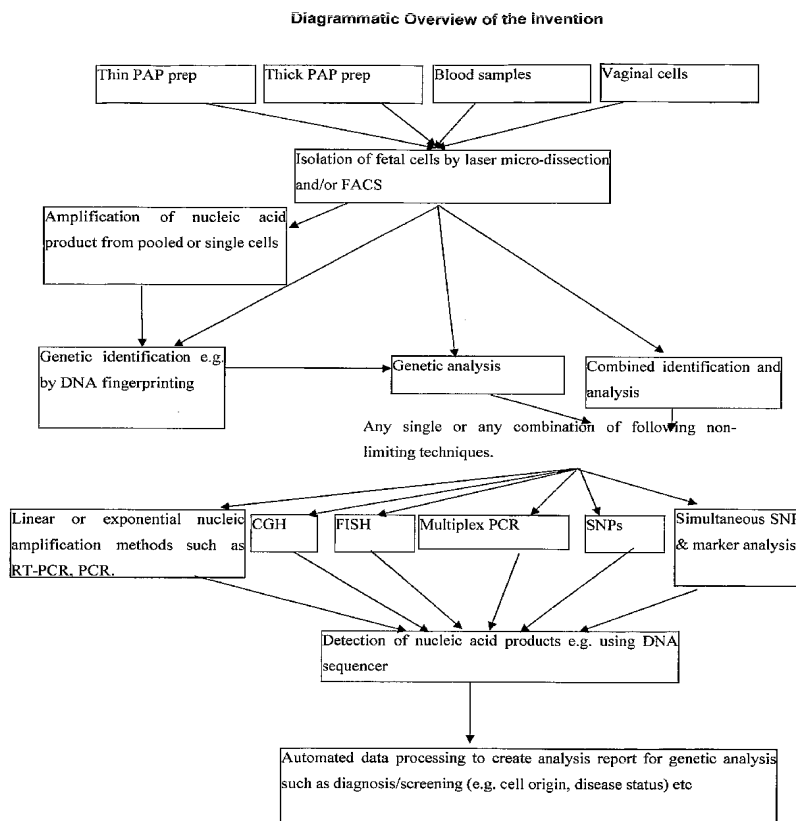 Diagrammatic Overview of the Invention
Thin PAP prep
Thick PAP prep
Blood samples
Vaginal cells
Isolation of fetal cells by laser micro-dissection
and/or FACS
Amplification of nucleic acid
product from pooled or single cells
Genetic identification e.g.
by DNA fingerprinting
Genetic analysis
Combined identification and
analysis
Any single or any combination of following non-
limiting techniques.
Linear or exponential nucleic
amplification methods such as
RT-PCR, PCR.
CGH
FISH
Multiplex PCR
SNPs
Simultaneous SNP
& marker analysis
Detection of nucleic acid products e.g. using DNA
sequencer
Automated data processing to create analysis report for genetic analysis
such as diagnosis/screening (e.g. cell origin, disease status) etc